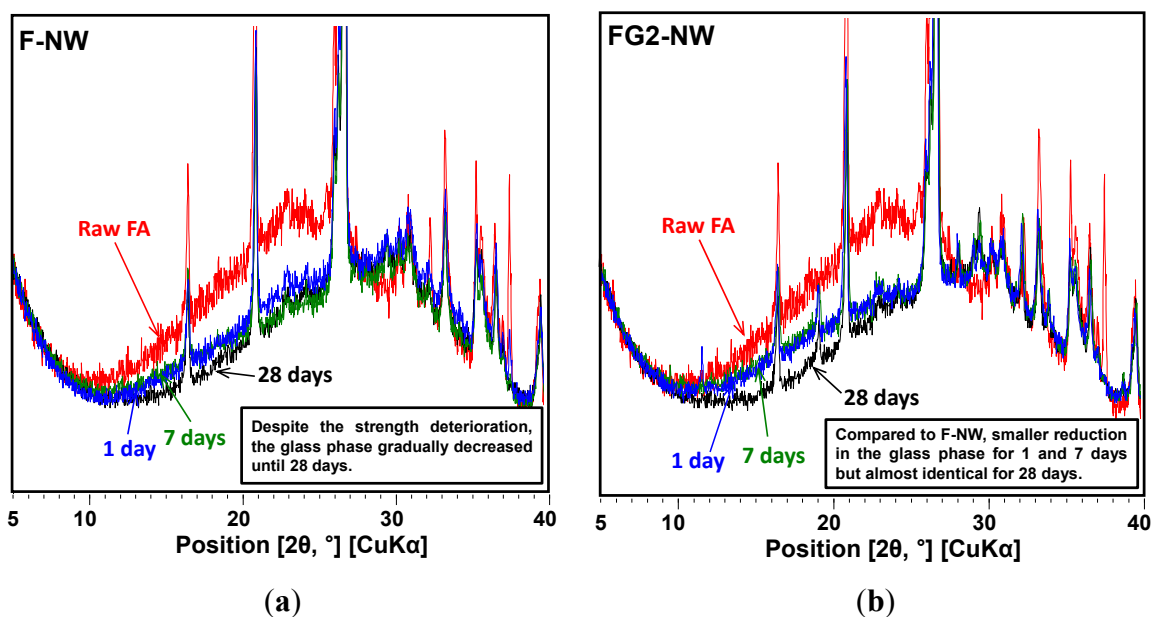 F-NW
Raw FA
28 days
7 days
1 day
Despite the strength deterioration,
the glass phase gradually decreased
until 28 days.
5 10 20 30 40
Position [2θ, °] [CuKα]
(a)
FG2-NW
Raw FA
28 days
7 days
1 day
Compared to F-NW, smaller reduction
in the glass phase for 1 and 7 days
but almost identical for 28 days.
5 10 20 30 40
Position [2θ, °] [CuKα]
(b)